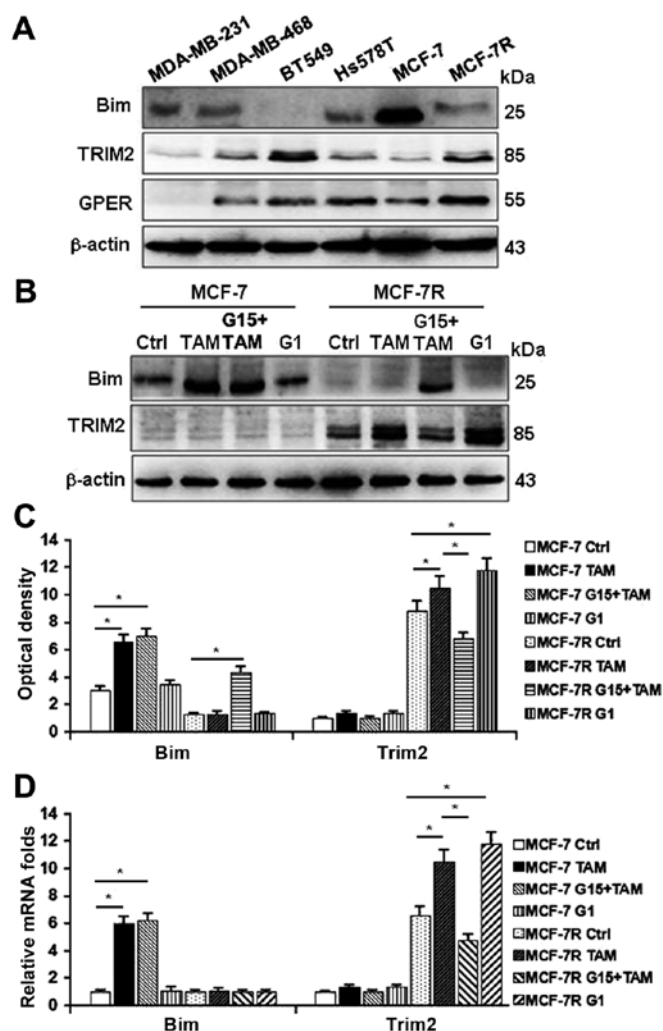 A
MDA-MB-231 MDA-MB-468 BT549 Hs578T MCF-7 MCF-7R kDa
Bim 25
TRIM2 85
GPER 55
β-actin 43
B
MCF-7 MCF-7R
Ctrl TAM G15+ TAM G1 Ctrl TAM G15+ TAM G1 kDa
Bim 25
TRIM2 85
β-actin 43
C
Optical density
14
12
10
8
6
4
2
0
* * * * * *
Bim Trim2
MCF-7 Ctrl
MCF-7 TAM
MCF-7 G15+TAM
MCF-7 G1
MCF-7R Ctrl
MCF-7R TAM
MCF-7R G15+TAM
MCF-7R G1
D
Relative mRNA folds
14
12
10
8
6
4
2
0
* * * * *
Bim Trim2
MCF-7 Ctrl
MCF-7 TAM
MCF-7 G15+TAM
MCF-7 G1
MCF-7R Ctrl
MCF-7R TAM
MCF-7R G15+TAM
MCF-7R G1